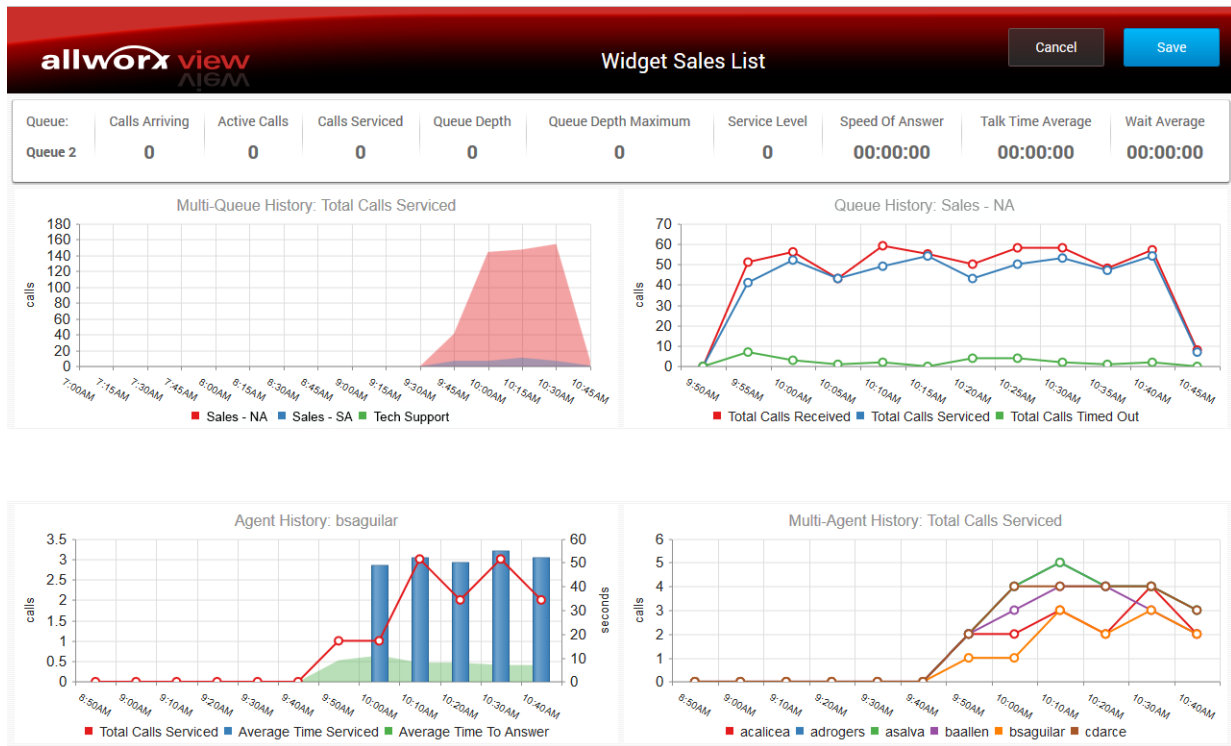 allworx view
Widget Sales List
Cancel
Save
Queue: Calls Arriving Active Calls Calls Serviced Queue Depth Queue Depth Maximum Service Level Speed Of Answer Talk Time Average Wait Average
Queue 2 0 0 0 0 0 0 00:00:00 00:00:00 00:00:00
Multi-Queue History: Total Calls Serviced
180
160
140
120
100
80
60
40
20
0
calls
7:00AM 7:15AM 7:30AM 7:45AM 8:00AM 8:15AM 8:30AM 8:45AM 9:00AM 9:15AM 9:30AM 9:45AM 10:00AM 10:15AM 10:30AM 10:45AM
Sales - NA Sales - SA Tech Support
Queue History: Sales - NA
70
60
50
40
30
20
10
0
calls
9:50AM 9:55AM 10:00AM 10:05AM 10:10AM 10:15AM 10:20AM 10:25AM 10:30AM 10:35AM 10:40AM 10:45AM
Total Calls Received Total Calls Serviced Total Calls Timed Out
Agent History: bsaguilar
3.5
3
2.5
2
1.5
1
0.5
0
calls
60
50
40
30
20
10
0
seconds
8:50AM 9:00AM 9:10AM 9:20AM 9:30AM 9:40AM 9:50AM 10:00AM 10:10AM 10:20AM 10:30AM 10:40AM
Total Calls Serviced Average Time Serviced Average Time To Answer
Multi-Agent History: Total Calls Serviced
6
5
4
3
2
1
0
calls
8:50AM 9:00AM 9:10AM 9:20AM 9:30AM 9:40AM 9:50AM 10:00AM 10:10AM 10:20AM 10:30AM 10:40AM
acalicea adrogers asalva baallen bsaguilar cdarce